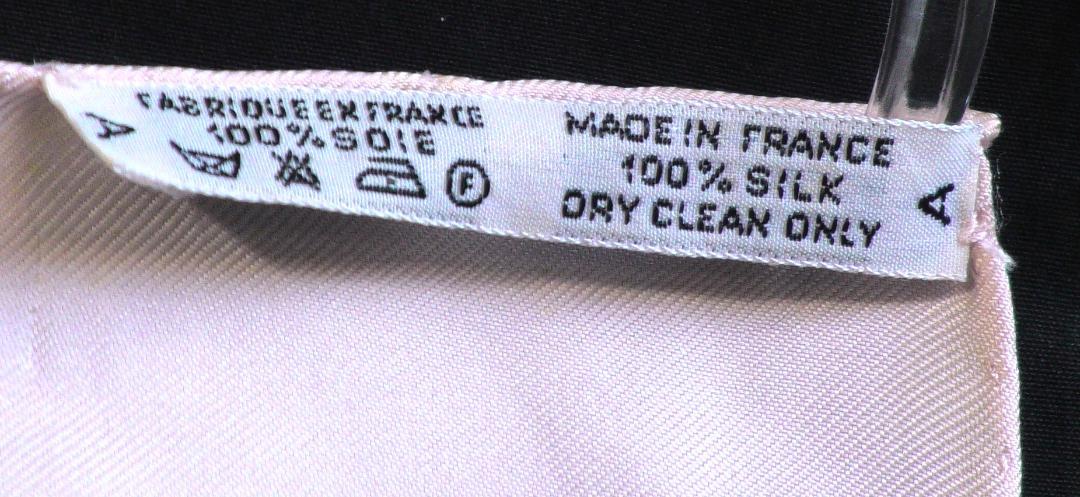 FABRIQUE EN FRANCE
100% SOIE
F
A
MADE IN FRANCE
100% SILK
DRY CLEAN ONLY
A